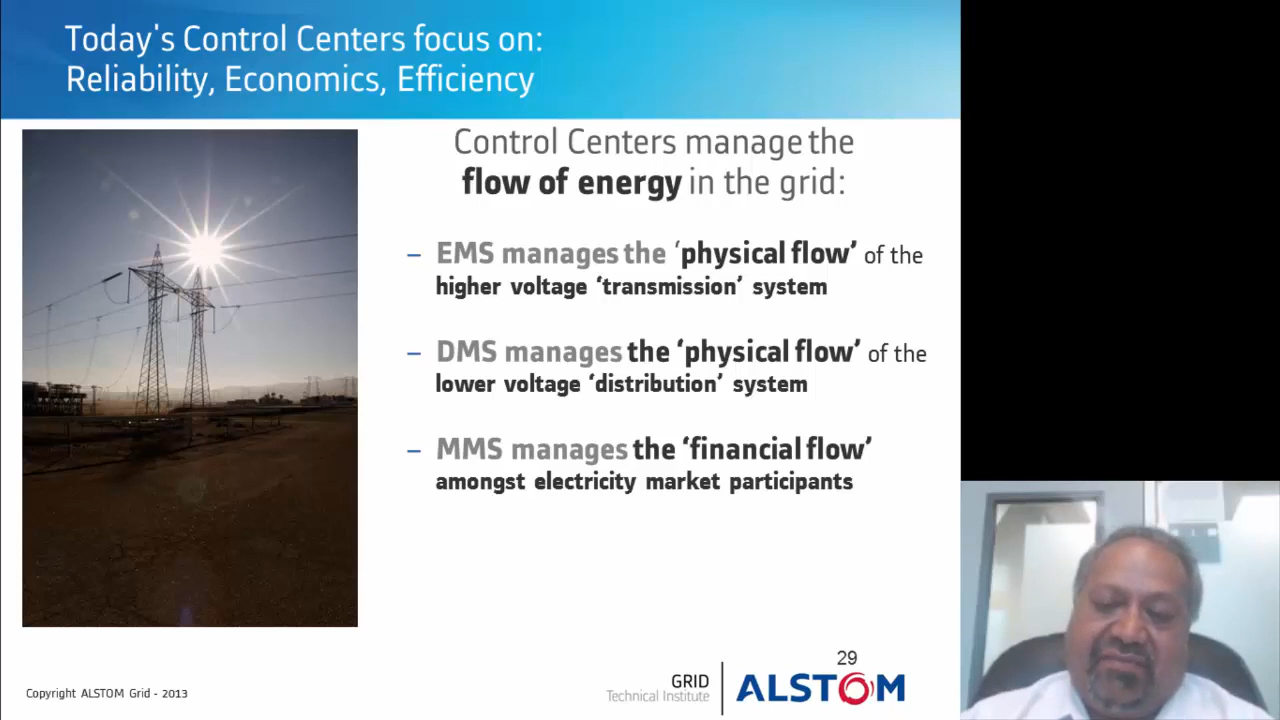 Today's Control Centers focus on:
Reliability, Economics, Efficiency
Control Centers manage the
flow of energy in the grid:
– EMS manages the ‘physical flow’ of the
higher voltage ‘transmission’ system
– DMS manages the ‘physical flow’ of the
lower voltage ‘distribution’ system
– MMS manages the ‘financial flow’
amongst electricity market participants
29
Copyright ALSTOM Grid - 2013
GRID
Technical Institute
ALSTOM